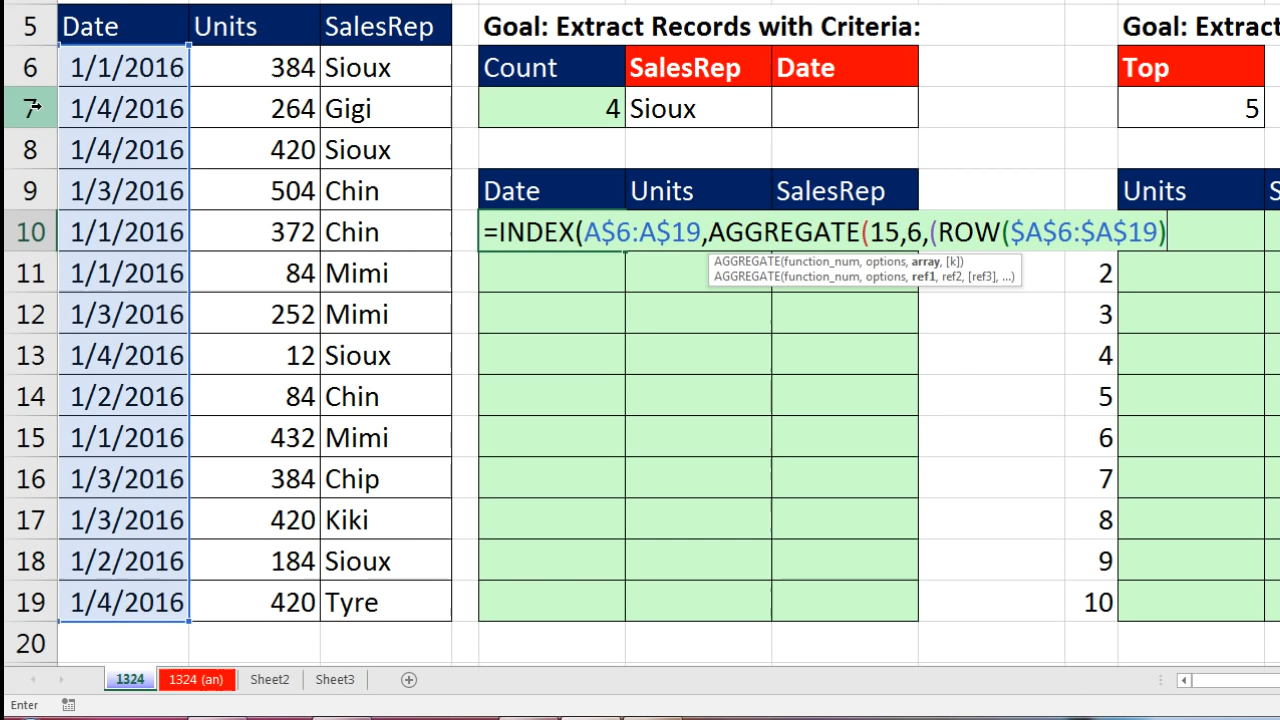 5 Date Units SalesRep Goal: Extract Records with Criteria: Goal: Extract
6 1/1/2016 384 Sioux Count SalesRep Date Top
7 1/4/2016 264 Gigi 4 Sioux 5
8 1/4/2016 420 Sioux
9 1/3/2016 504 Chin Date Units SalesRep Units S
10 1/1/2016 372 Chin =INDEX(A$6:A$19,AGGREGATE(15,6,(ROW($A$6:$A$19)
AGGREGATE(function_num, options, array, [k])
AGGREGATE(function_num, options, ref1, ref2, [ref3], ...)
11 1/1/2016 84 Mimi 2
12 1/3/2016 252 Mimi 3
13 1/4/2016 12 Sioux 4
14 1/2/2016 84 Chin 5
15 1/1/2016 432 Mimi 6
16 1/3/2016 384 Chip 7
17 1/3/2016 420 Kiki 8
18 1/2/2016 184 Sioux 9
19 1/4/2016 420 Tyre 10
20
1324 1324 (an) Sheet2 Sheet3
Enter